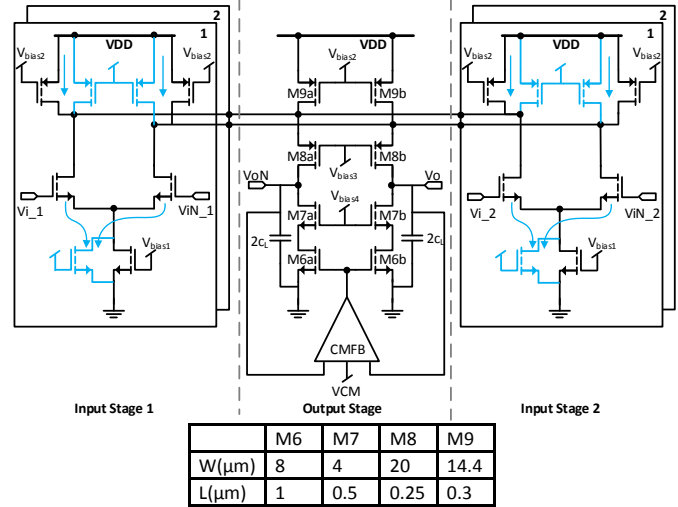 2
1
VDD
Vbias2
Vbias2
Vi_1
ViN_1
Vbias1
Input Stage 1
VDD
Vbias2
M9a
M9b
M8a
M8b
Vbias3
VoN
Vo
Vbias4
M7a
M7b
2cL
2cL
M6a
M6b
CMFB
VCM
Output Stage
2
1
VDD
Vbias2
Vbias2
Vi_2
ViN_2
Vbias1
Input Stage 2
M6 M7 M8 M9
W(μm) 8 4 20 14.4
L(μm) 1 0.5 0.25 0.3